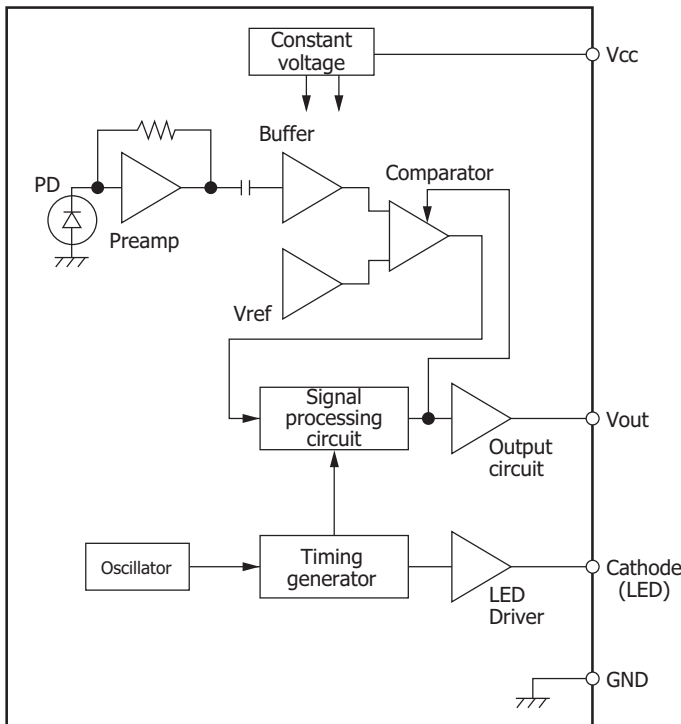 Constant
voltage
Vcc
Buffer
PD
Comparator
Preamp
Vref
Signal
processing
circuit
Vout
Output
circuit
Oscillator
Timing
generator
Cathode
(LED)
LED
Driver
GND